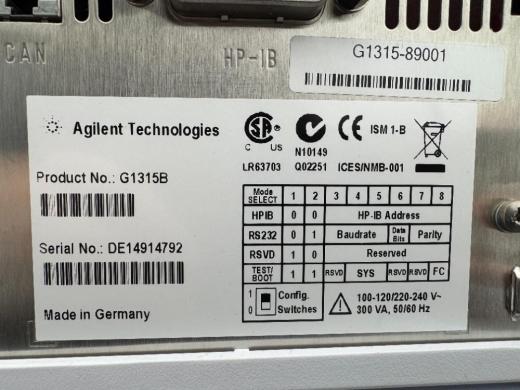 CAN
HP-IB
G1315-89001
Agilent Technologies
C US
N10149
ISM 1-B
LR63703
Q02251
ICES/NMB-001
Product No.: G1315B
Serial No.: DE14914792
Made in Germany
Mode SELECT 1 2 3 4 5 6 7 8
HPIB 0 0 HP-IB Address
RS232 0 1 Baudrate Data Bits Parity
RSVD 1 0 Reserved
TEST/BOOT 1 1 RSVD SYS RSVD RSVD FC
1 Config.
0 Switches
100-120/220-240 V~
300 VA, 50/60 Hz